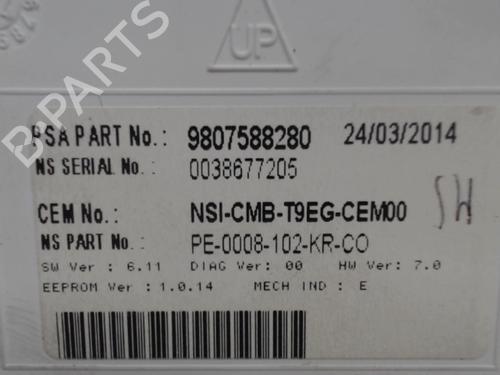 UP
PSA PART No.: 9807588280 24/03/2014
NS SERIAL No.: 0038677205
CEM No.: NSI-CMB-T9EG-CEM00
SW
NS PART No.: PE-0008-102-KR-CO
SW Ver : 6.11 DIAG Ver: 00 HW Ver: 7.0
EEPROM Ver : 1.0.14 MECH IND : E
B-PARTS